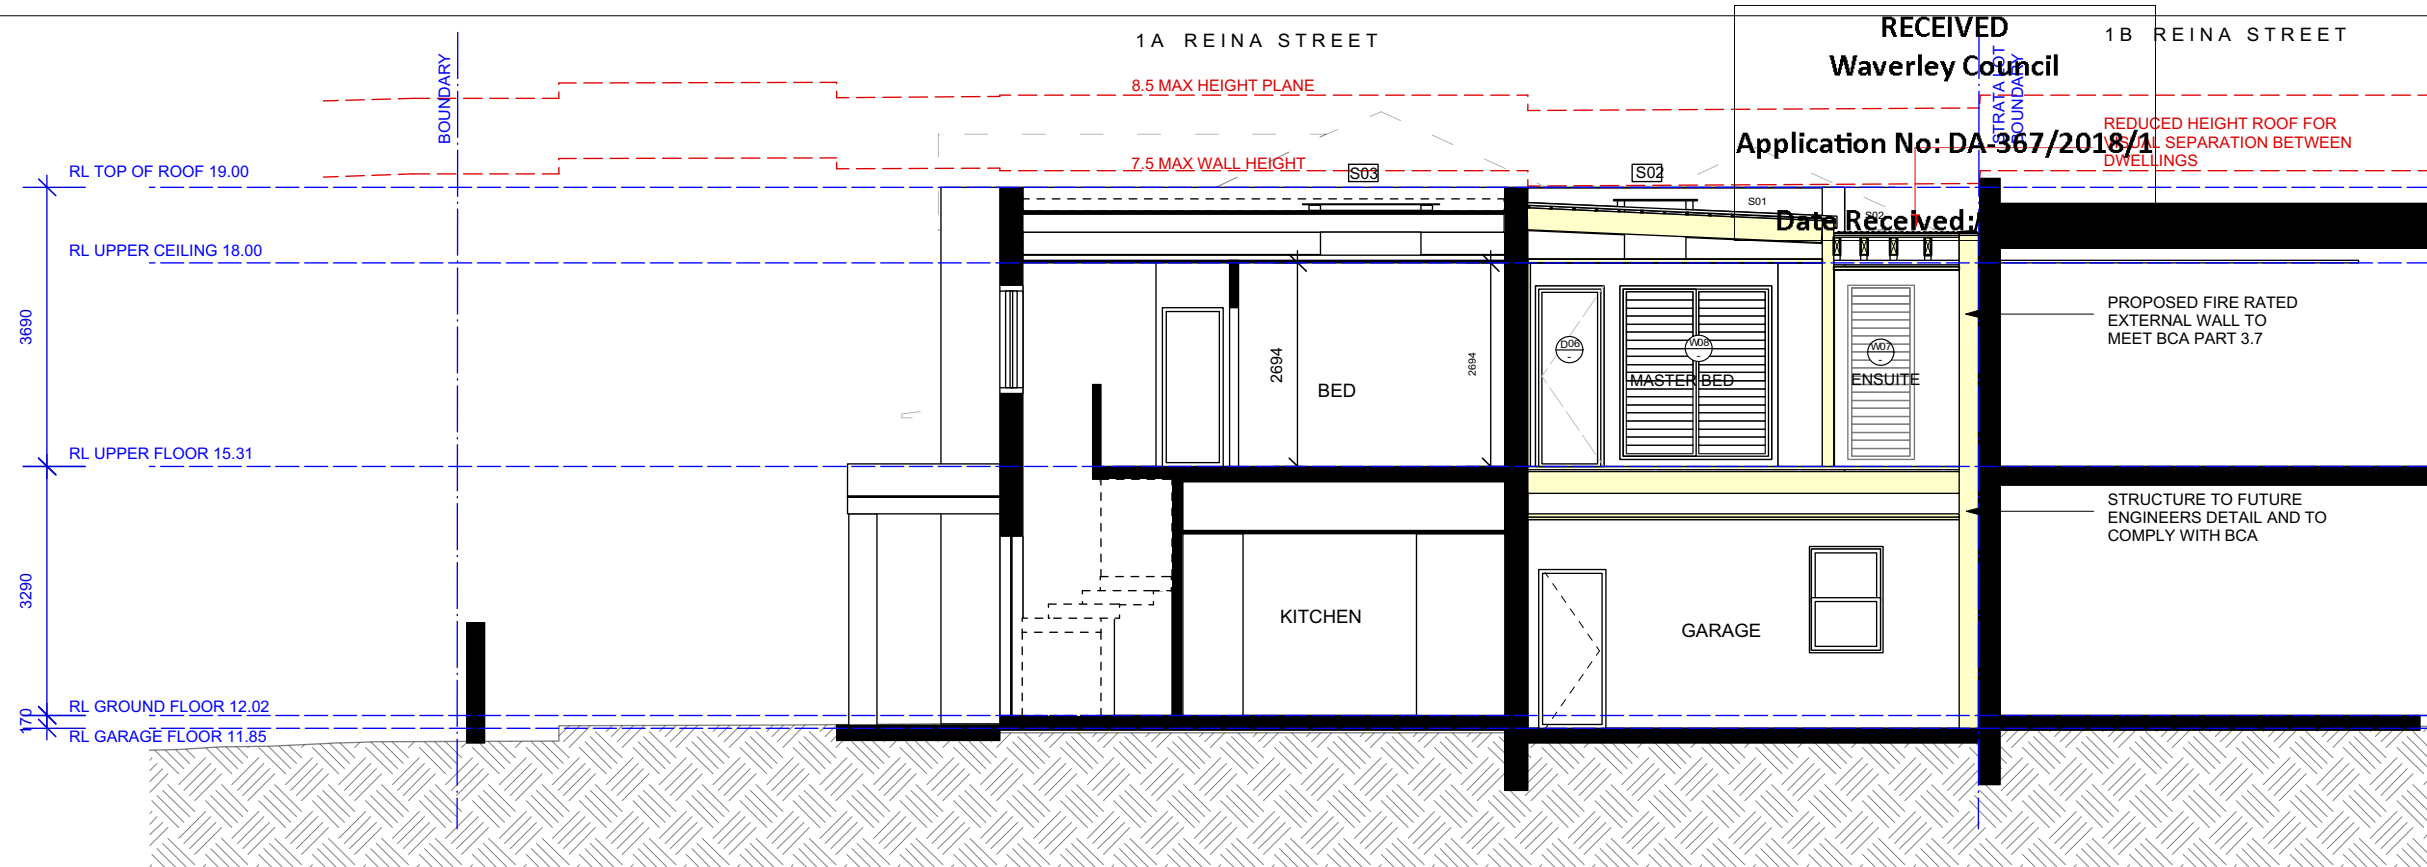 1A REINA STREET
RECEIVED
Waverley Council
Application No: DA-367/2018/1
Date Received:/
1B REINA STREET
BOUNDARY
STRATA LOT
BOUNDARY
8.5 MAX HEIGHT PLANE
7.5 MAX WALL HEIGHT
REDUCED HEIGHT ROOF FOR
VISUAL SEPARATION BETWEEN
DWELLINGS
RL TOP OF ROOF 19.00
S03
S02
S01
S02
RL UPPER CEILING 18.00
PROPOSED FIRE RATED
EXTERNAL WALL TO
MEET BCA PART 3.7
3690
2694
BED
2694
D06
-
W08
-
MASTER BED
W07
-
ENSUITE
RL UPPER FLOOR 15.31
STRUCTURE TO FUTURE
ENGINEERS DETAIL AND TO
COMPLY WITH BCA
3290
KITCHEN
GARAGE
RL GROUND FLOOR 12.02
170
RL GARAGE FLOOR 11.85